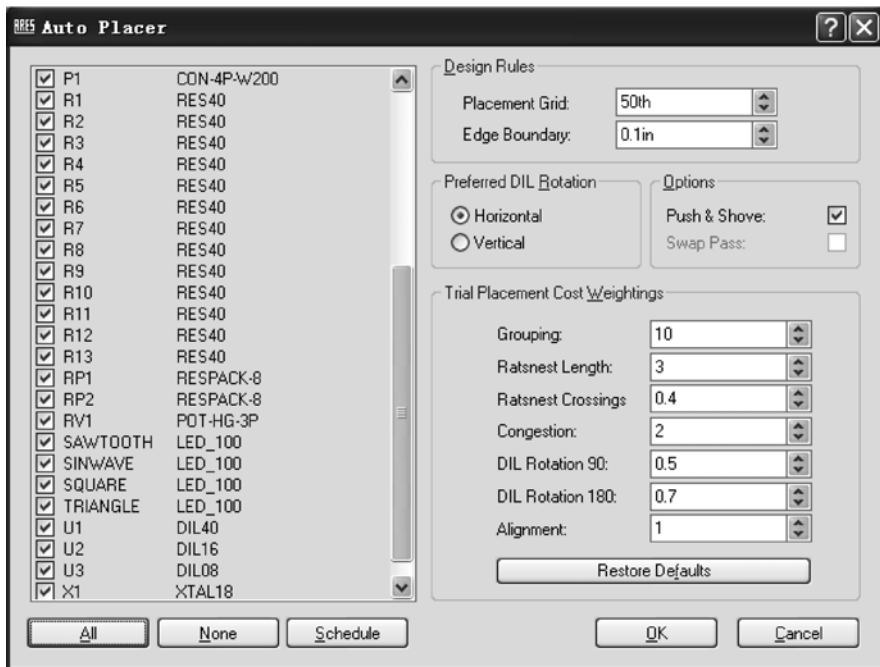 ARES Auto Placer
P1 CON-4P-W200
R1 RES40
R2 RES40
R3 RES40
R4 RES40
R5 RES40
R6 RES40
R7 RES40
R8 RES40
R9 RES40
R10 RES40
R11 RES40
R12 RES40
R13 RES40
RP1 RESPACK-8
RP2 RESPACK-8
RV1 POT-HG-3P
SAWTOOTH LED_100
SINWAVE LED_100
SQUARE LED_100
TRIANGLE LED_100
U1 DIL40
U2 DIL16
U3 DIL08
X1 XTAL18
All None Schedule
Design Rules
Placement Grid: 50th
Edge Boundary: 0.1in
Preferred DIL Rotation
Horizontal
Vertical
Options
Push & Shove:
Swap Pass:
Trial Placement Cost Weightings
Grouping: 10
Ratsnest Length: 3
Ratsnest Crossings 0.4
Congestion: 2
DIL Rotation 90: 0.5
DIL Rotation 180: 0.7
Alignment: 1
Restore Defaults
OK Cancel